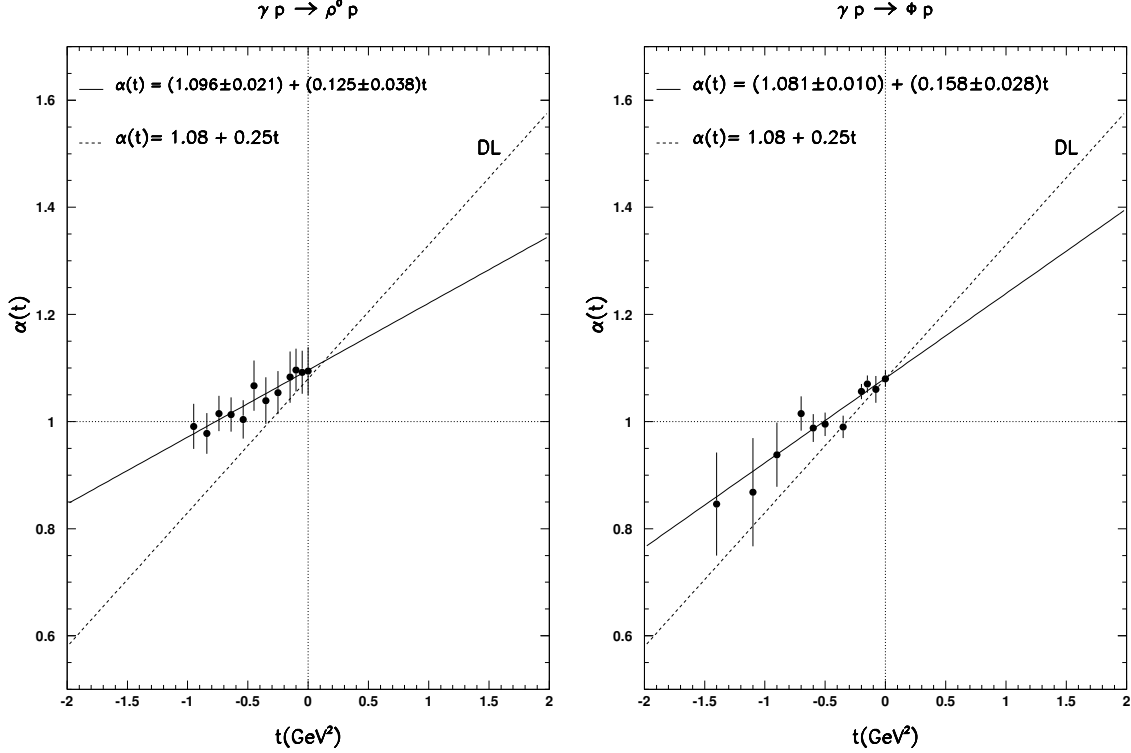 γ p → ρ⁰ p
α(t) = (1.096±0.021) + (0.125±0.038)t
α(t)= 1.08 + 0.25t
DL
α(t)
1.6
1.4
1.2
1
0.8
0.6
-2 -1.5 -1 -0.5 0 0.5 1 1.5 2
t(GeV²)
γ p → Φ p
α(t) = (1.081±0.010) + (0.158±0.028)t
α(t)= 1.08 + 0.25t
DL
α(t)
1.6
1.4
1.2
1
0.8
0.6
-2 -1.5 -1 -0.5 0 0.5 1 1.5 2
t(GeV²)